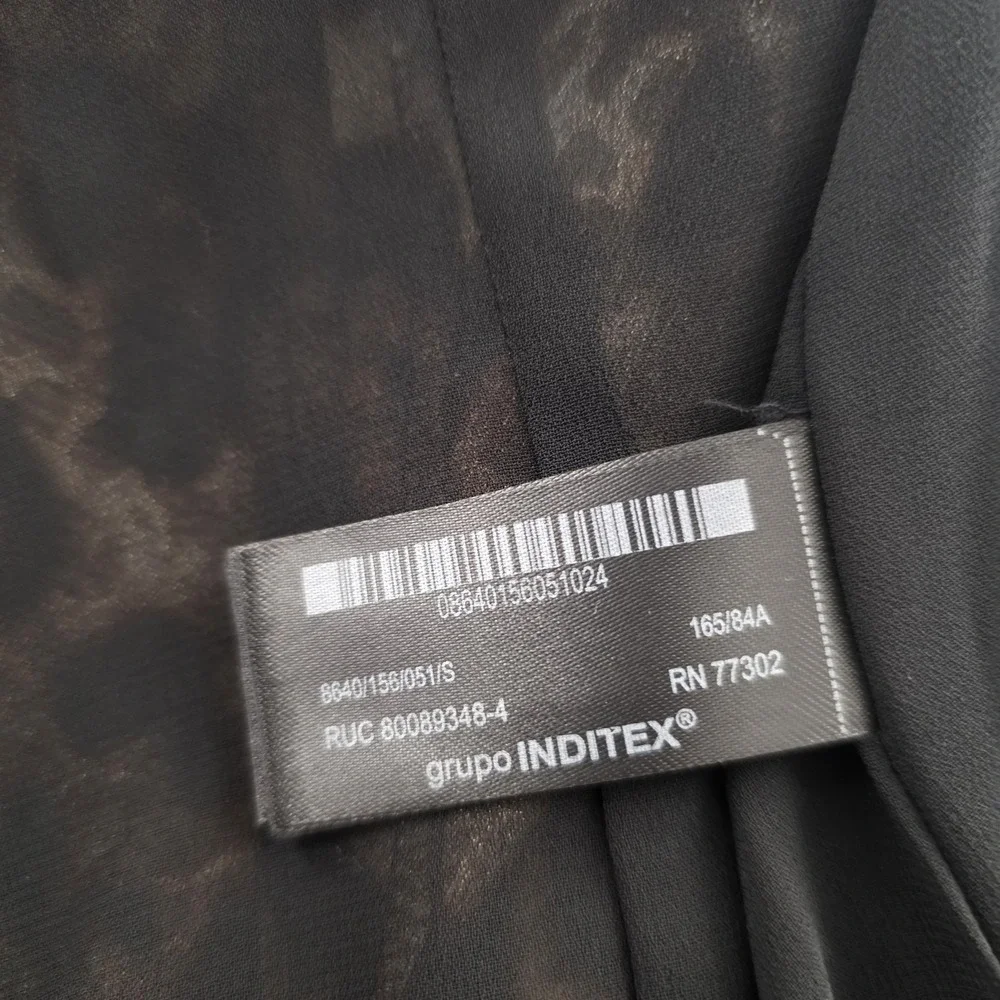 08640156051024
165/84A
8640/156/051/S
RN 77302
RUC 80089348-4
grupo INDITEX®